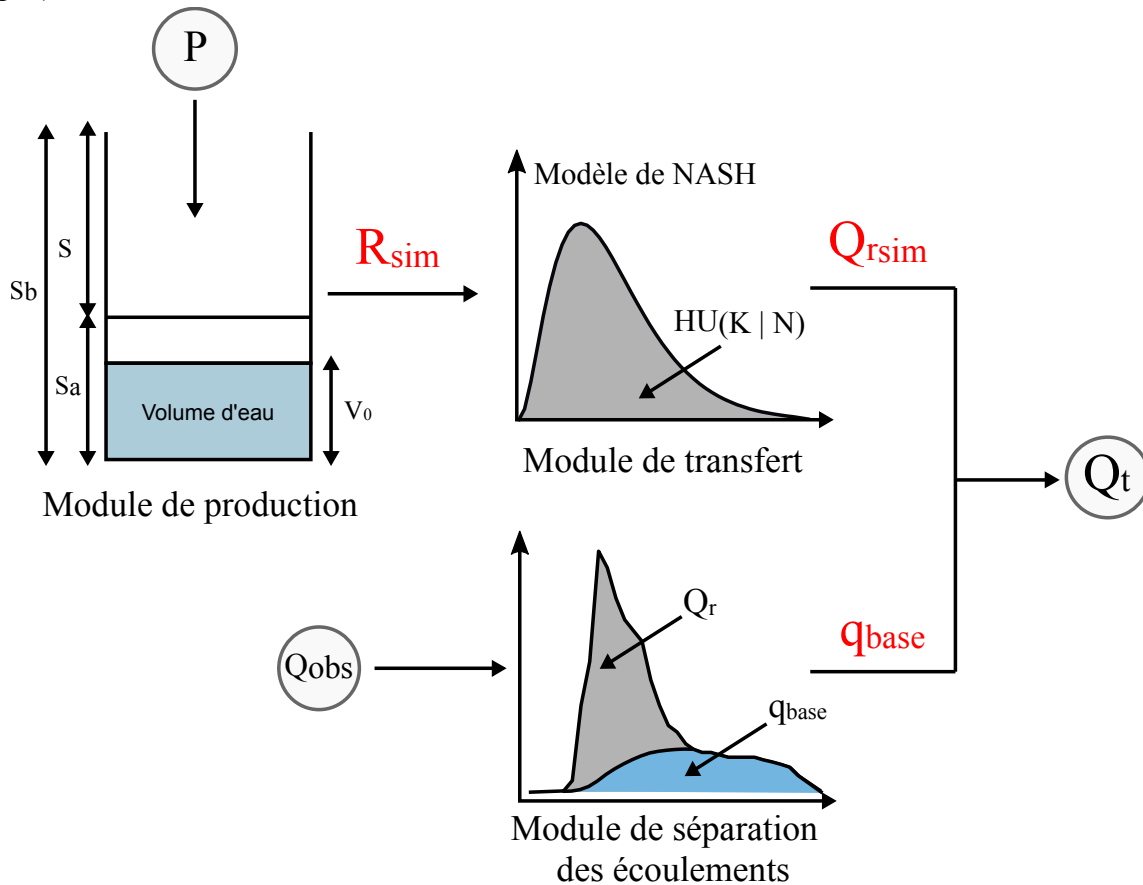 P
S
Sb
Sa
Volume d'eau
V0
Module de production
Rsim
Modèle de NASH
HU(K | N)
Module de transfert
Qrsim
Qt
Qobs
Qr
qbase
qbase
Module de séparation
des écoulements